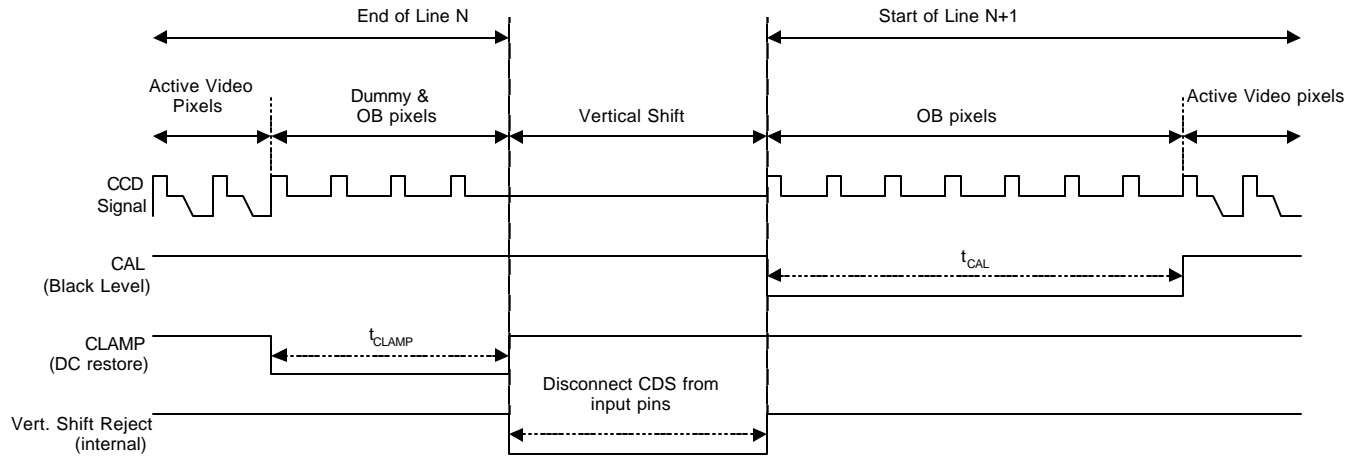 End of Line N
Start of Line N+1
Active Video
Pixels
Dummy &
OB pixels
Vertical Shift
OB pixels
Active Video pixels
CCD
Signal
CAL
(Black Level)
tCAL
CLAMP
(DC restore)
tCLAMP
Disconnect CDS from
input pins
Vert. Shift Reject
(internal)